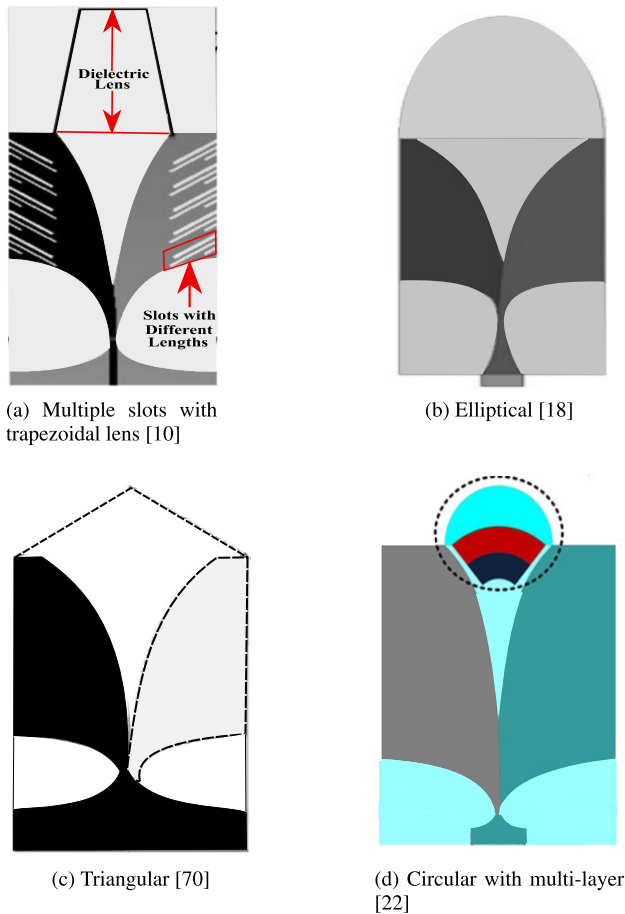 Dielectric
Lens
Slots with
Different
Lengths
(a) Multiple slots with
trapezoidal lens [10]
(b) Elliptical [18]
(c) Triangular [70]
(d) Circular with multi-layer
[22]